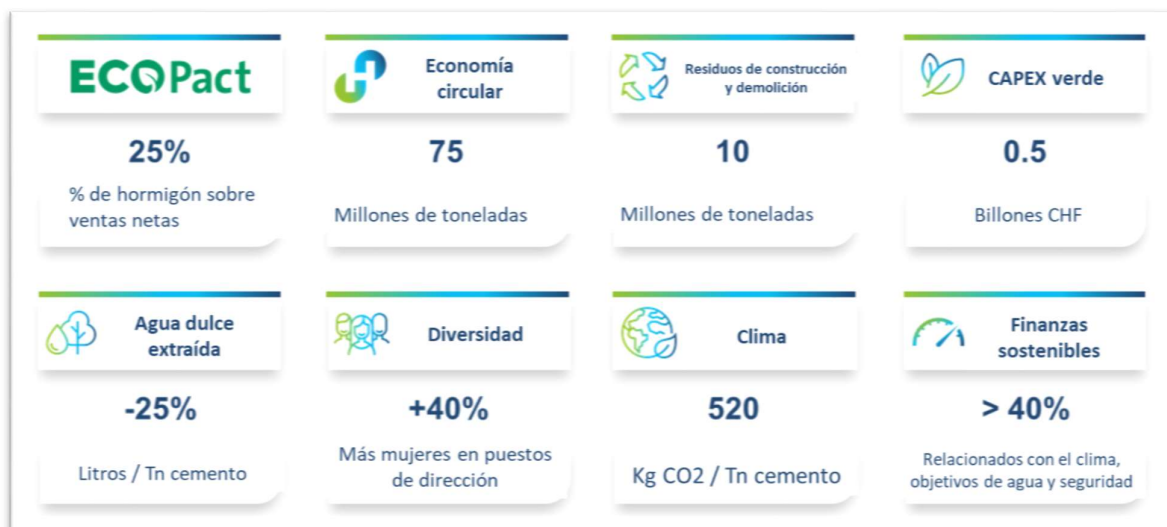 ECOPact
25%
% de hormigón sobre
ventas netas
Economía
circular
75
Millones de toneladas
Residuos de construcción
y demolición
10
Millones de toneladas
CAPEX verde
0.5
Billones CHF
Agua dulce
extraída
-25%
Litros / Tn cemento
Diversidad
+40%
Más mujeres en puestos
de dirección
Clima
520
Kg CO2 / Tn cemento
Finanzas
sostenibles
> 40%
Relacionados con el clima,
objetivos de agua y seguridad